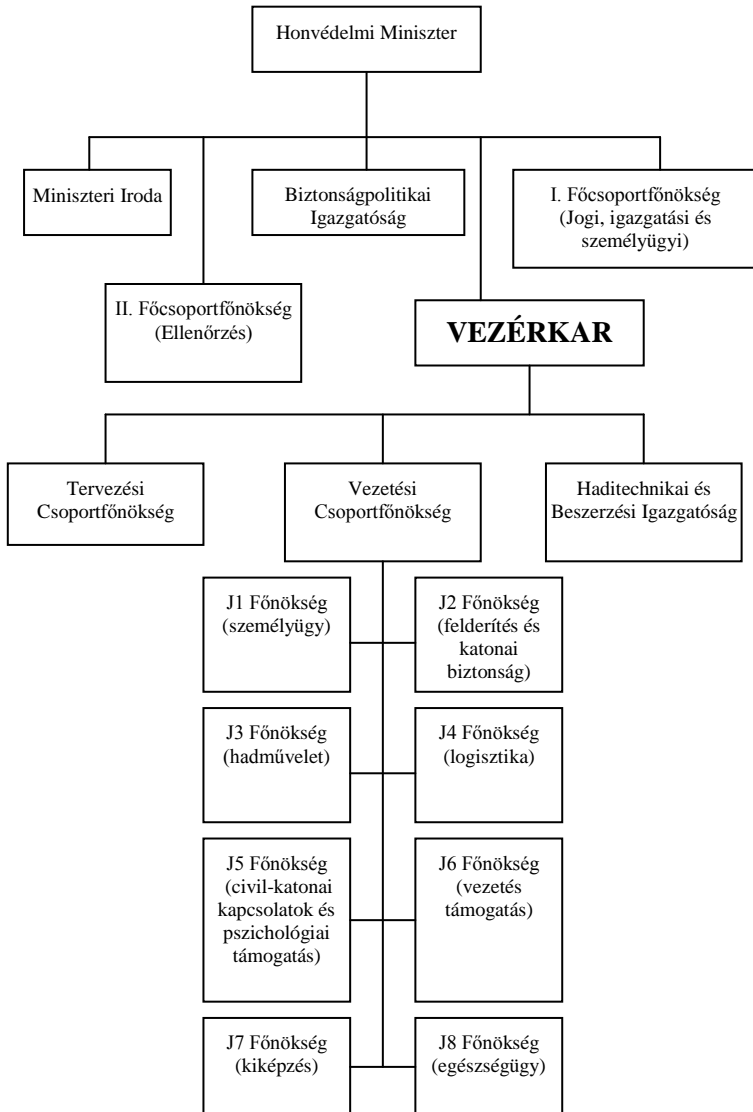 Honvédelmi Miniszter
Miniszteri Iroda
Biztonságpolitikai
Igazgatóság
I. Főcsoportfőnökség
(Jogi, igazgatási és
személyügyi)
II. Főcsoportfőnökség
(Ellenőrzés)
VEZÉRKAR
Tervezési
Csoportfőnökség
Vezetési
Csoportfőnökség
Haditechnikai és
Beszerzési Igazgatóság
J1 Főnökség
(személyügy)
J2 Főnökség
(felderítés és
katonai
biztonság)
J3 Főnökség
(hadművelet)
J4 Főnökség
(logisztika)
J5 Főnökség
(civil-katonai
kapcsolatok és
pszichológiai
támogatás)
J6 Főnökség
(vezetés
támogatás)
J7 Főnökség
(kiképzés)
J8 Főnökség
(egészségügy)